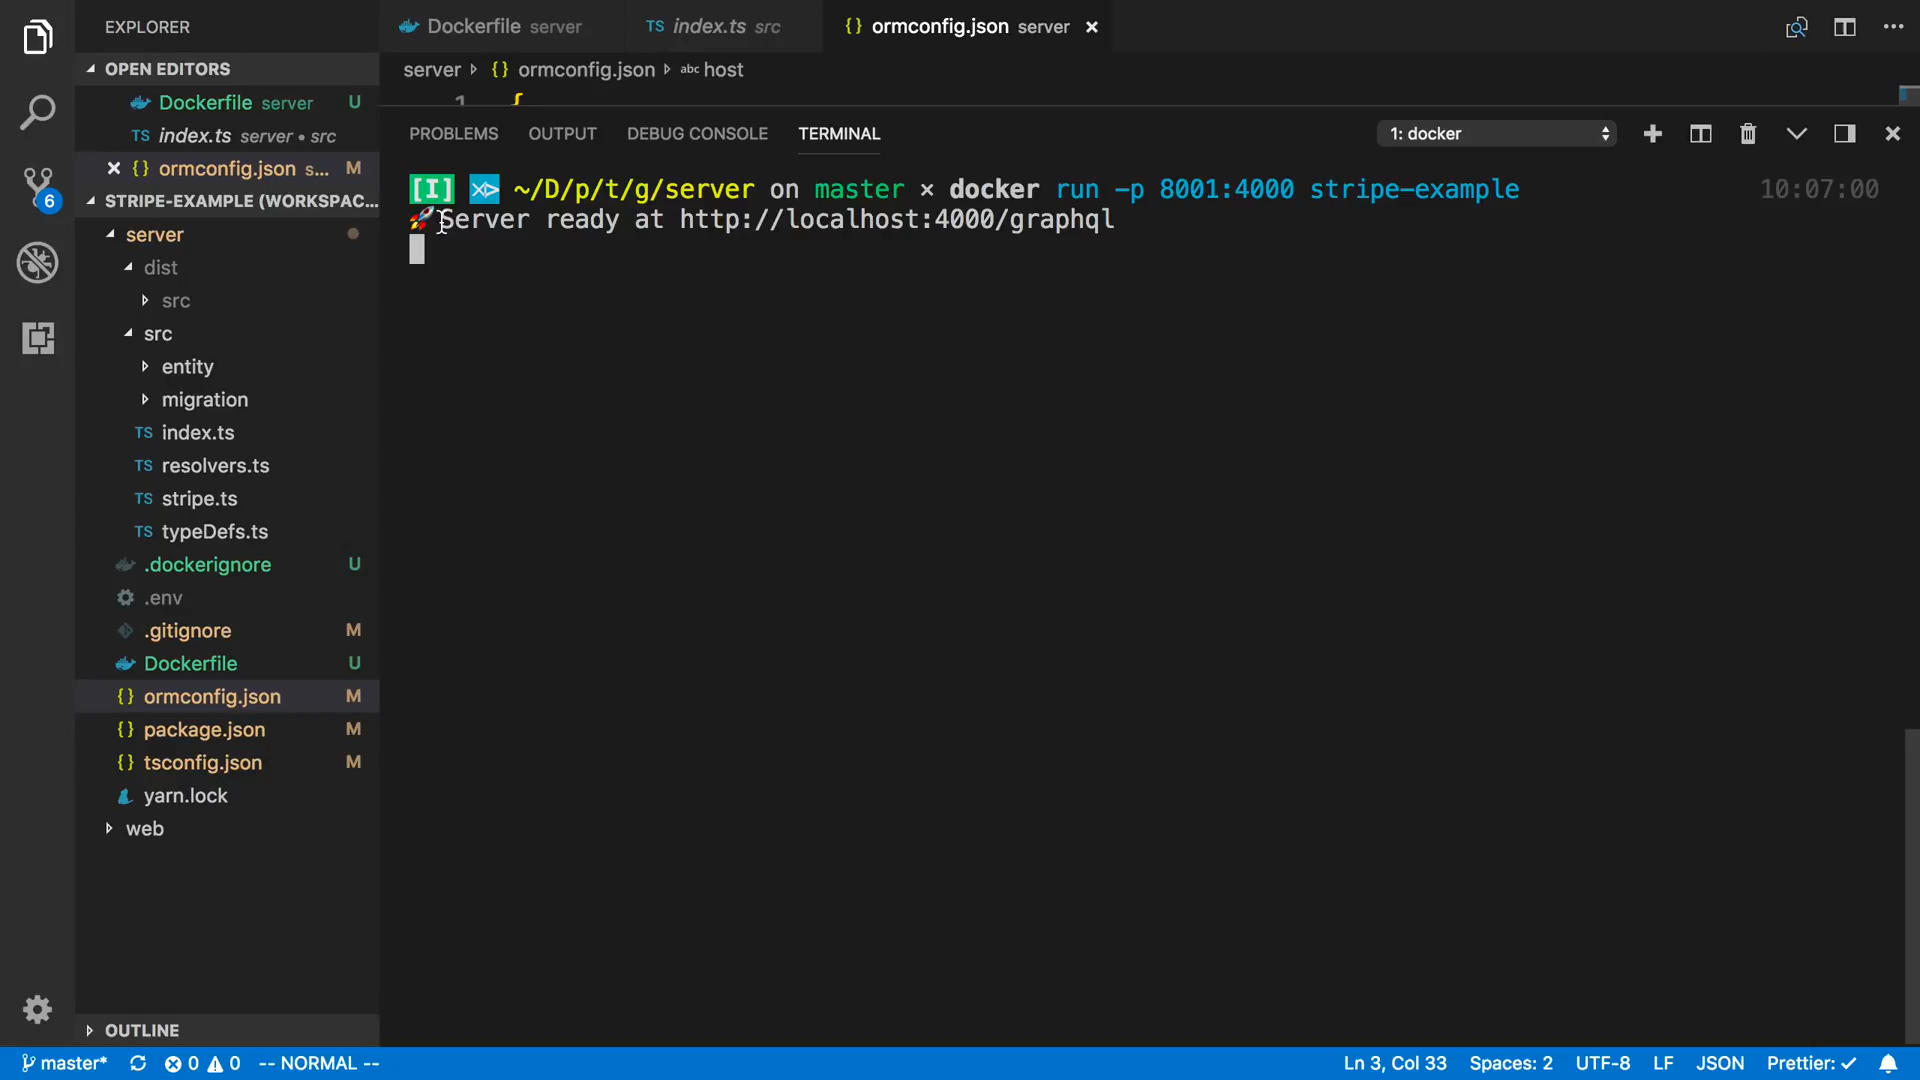 EXPLORER
OPEN EDITORS
Dockerfile server U
TS index.ts server • src
{} ormconfig.json s... M
STRIPE-EXAMPLE (WORKSPAC...
server
dist
src
src
entity
migration
TS index.ts
TS resolvers.ts
TS stripe.ts
TS typeDefs.ts
.dockerignore U
.env
.gitignore M
Dockerfile U
{} ormconfig.json M
{} package.json M
{} tsconfig.json M
yarn.lock
web
OUTLINE
6
Dockerfile server
TS index.ts src
{} ormconfig.json server
server {} ormconfig.json abc host
1 {
PROBLEMS OUTPUT DEBUG CONSOLE TERMINAL 1: docker
[I] ~/D/p/t/g/server on master × docker run -p 8001:4000 stripe-example 10:07:00
🚀 Server ready at http://localhost:4000/graphql
master* 0 0 -- NORMAL -- Ln 3, Col 33 Spaces: 2 UTF-8 LF JSON Prettier: ✓